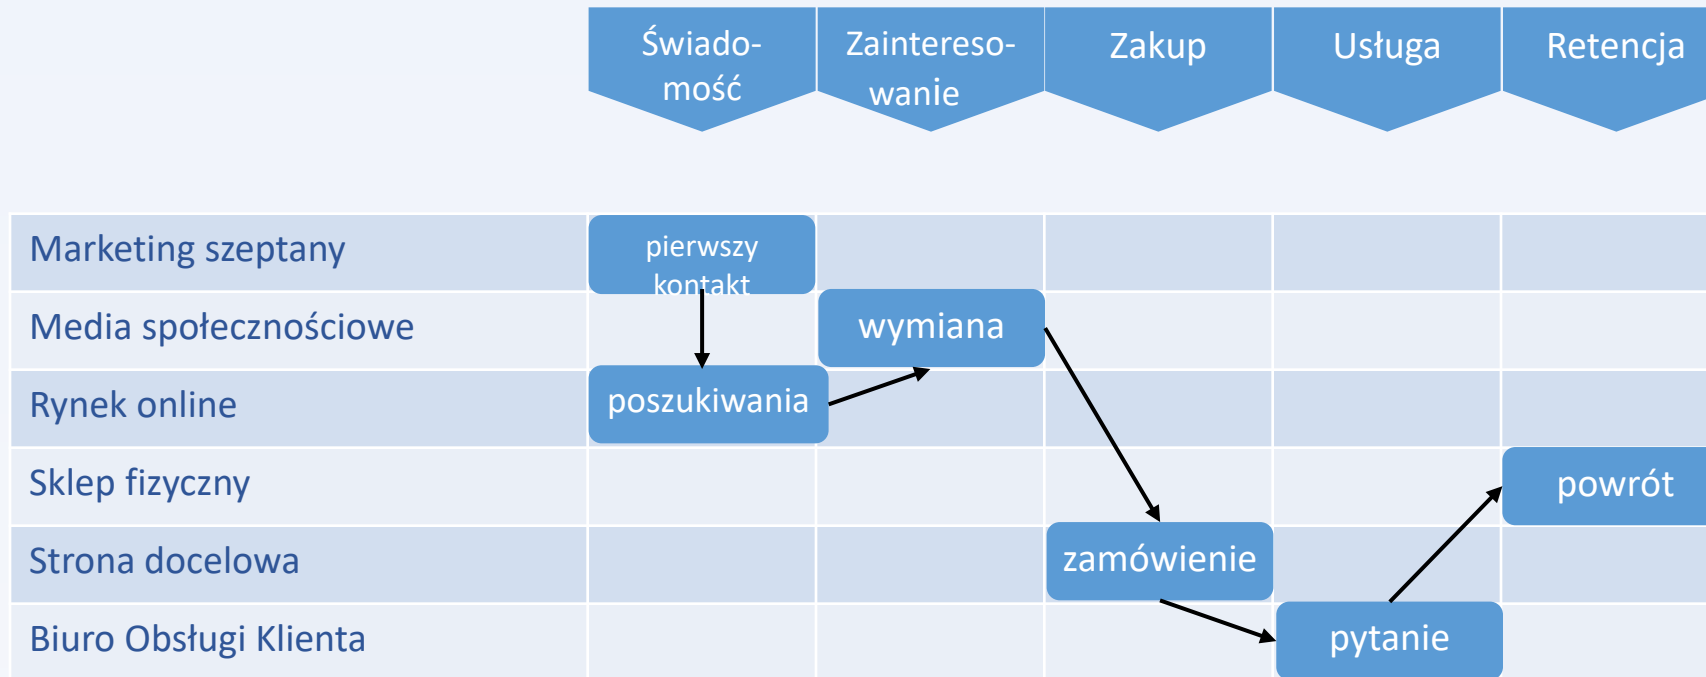 Świado-
mość
Zaintereso-
wanie
Zakup
Usługa
Retencja
Marketing szeptany
pierwszy
kontakt
Media społecznościowe
wymiana
Rynek online
poszukiwania
Sklep fizyczny
powrót
Strona docelowa
zamówienie
Biuro Obsługi Klienta
pytanie